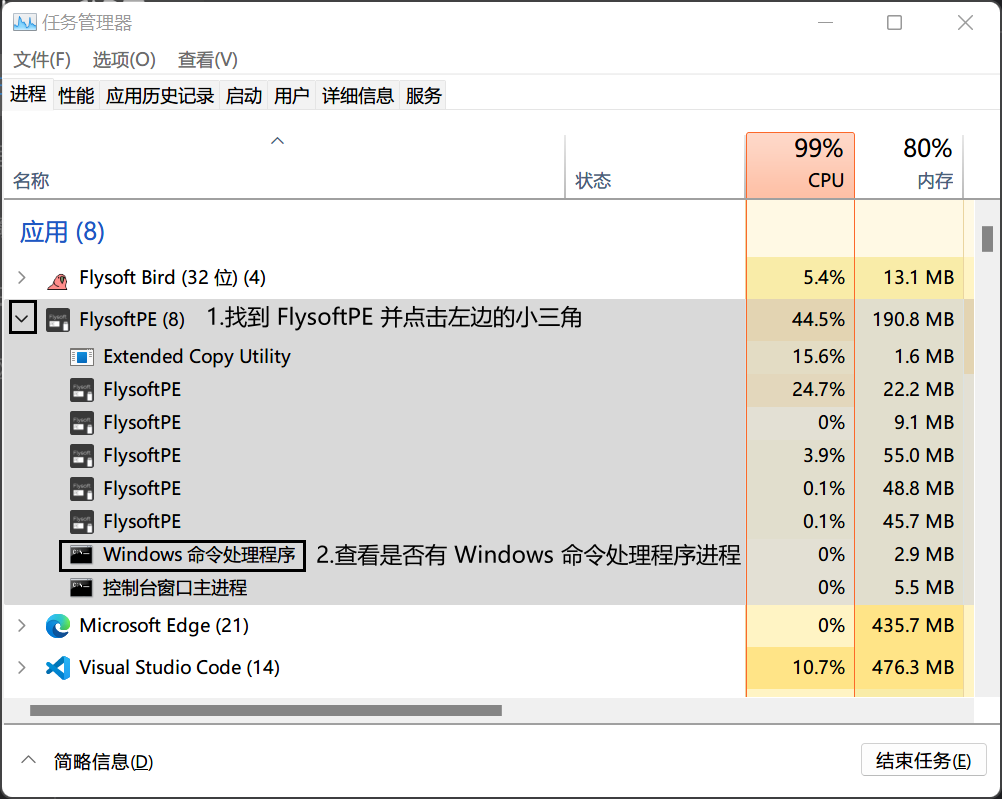 任务管理器
文件(F) 选项(O) 查看(V)
进程 性能 应用历史记录 启动 用户 详细信息 服务
99% 80%
名称 状态 CPU 内存
应用 (8)
Flysoft Bird (32 位) (4) 5.4% 13.1 MB
FlysoftPE (8) 1.找到 FlysoftPE 并点击左边的小三角 44.5% 190.8 MB
Extended Copy Utility 15.6% 1.6 MB
FlysoftPE 24.7% 22.2 MB
FlysoftPE 0% 9.1 MB
FlysoftPE 3.9% 55.0 MB
FlysoftPE 0.1% 48.8 MB
FlysoftPE 0.1% 45.7 MB
Windows 命令处理程序 2.查看是否有 Windows 命令处理程序进程 0% 2.9 MB
控制台窗口主进程 0% 5.5 MB
Microsoft Edge (21) 0% 435.7 MB
Visual Studio Code (14) 10.7% 476.3 MB
简略信息(D) 结束任务(E)